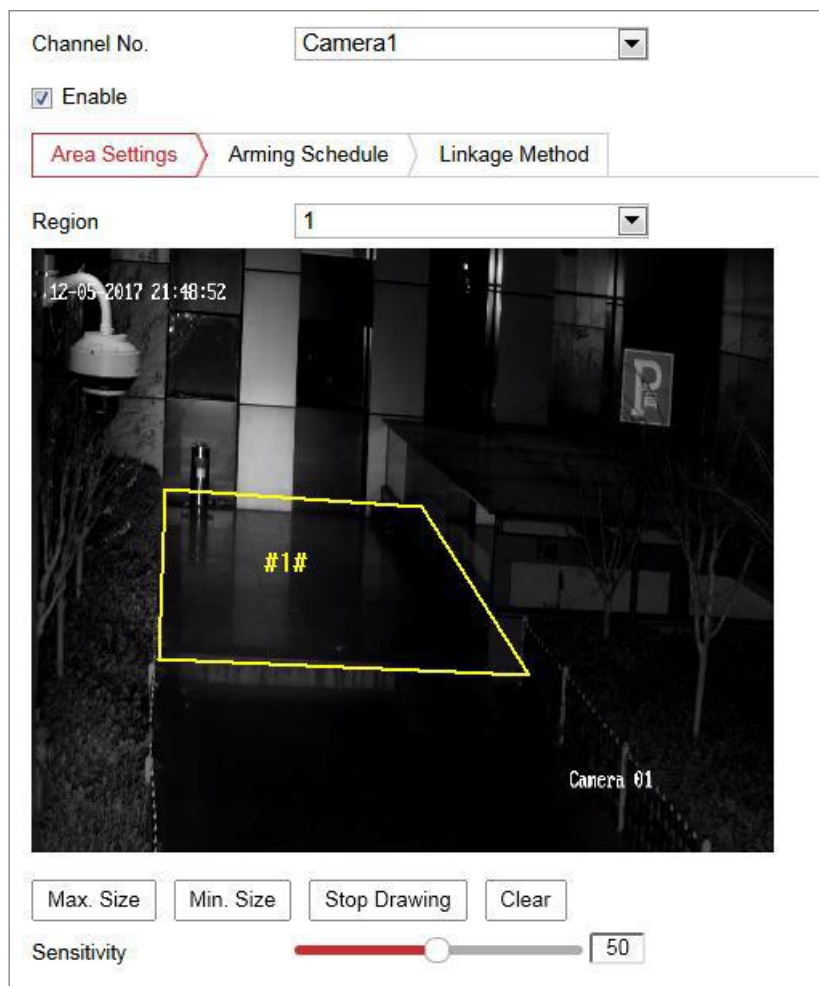 Channel No. Camera1
Enable
Area Settings Arming Schedule Linkage Method
Region 1
12-05-2017 21:48:52
P
#1#
Camera 01
Max. Size Min. Size Stop Drawing Clear
Sensitivity 50